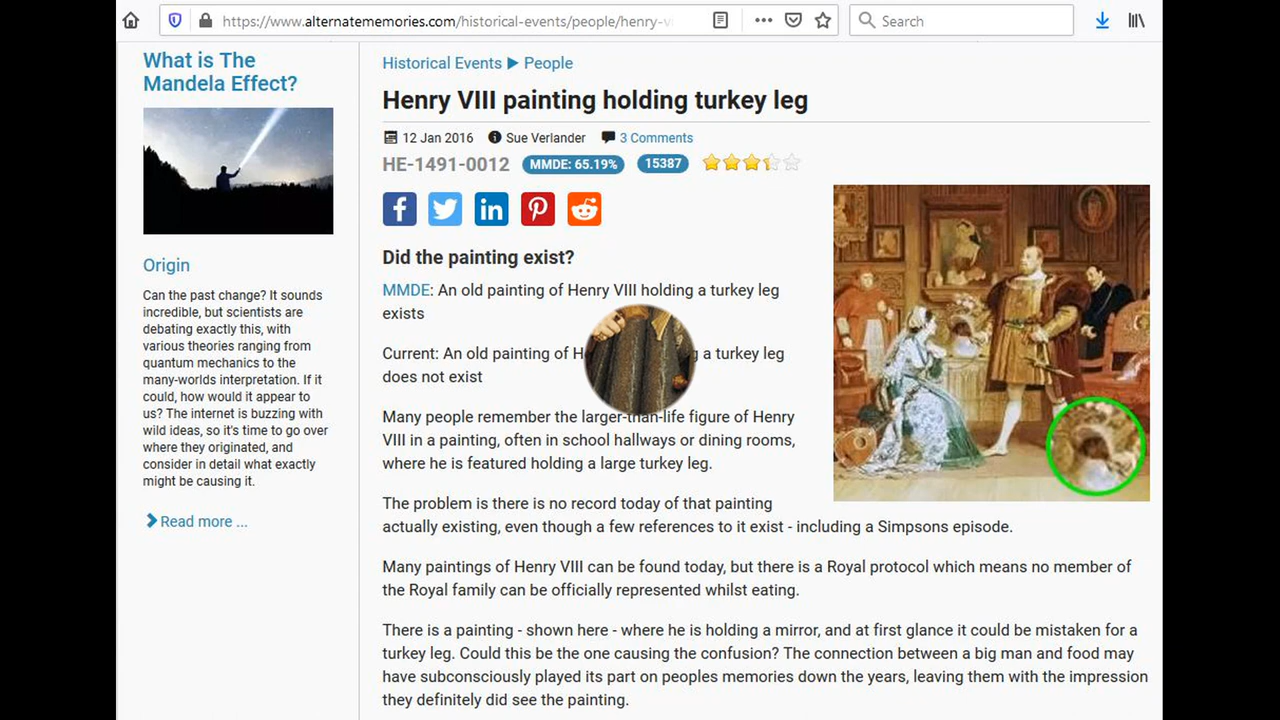 https://www.alternatememories.com/historical-events/people/henry-vi
Search
What is The
Mandela Effect?
Origin
Can the past change? It sounds
incredible, but scientists are
debating exactly this, with
various theories ranging from
quantum mechanics to the
many-worlds interpretation. If it
could, how would it appear to
us? The internet is buzzing with
wild ideas, so it's time to go over
where they originated, and
consider in detail what exactly
might be causing it.
Read more ...
Historical Events ▶ People
Henry VIII painting holding turkey leg
12 Jan 2016 Sue Verlander 3 Comments
HE-1491-0012 MMDE: 65.19% 15387
Did the painting exist?
MMDE: An old painting of Henry VIII holding a turkey leg
exists
Current: An old painting of a turkey leg
does not exist
Many people remember the larger-than-life figure of Henry
VIII in a painting, often in school hallways or dining rooms,
where he is featured holding a large turkey leg.
The problem is there is no record today of that painting
actually existing, even though a few references to it exist - including a Simpsons episode.
Many paintings of Henry VIII can be found today, but there is a Royal protocol which means no member of
the Royal family can be officially represented whilst eating.
There is a painting - shown here - where he is holding a mirror, and at first glance it could be mistaken for a
turkey leg. Could this be the one causing the confusion? The connection between a big man and food may
have subconsciously played its part on peoples memories down the years, leaving them with the impression
they definitely did see the painting.